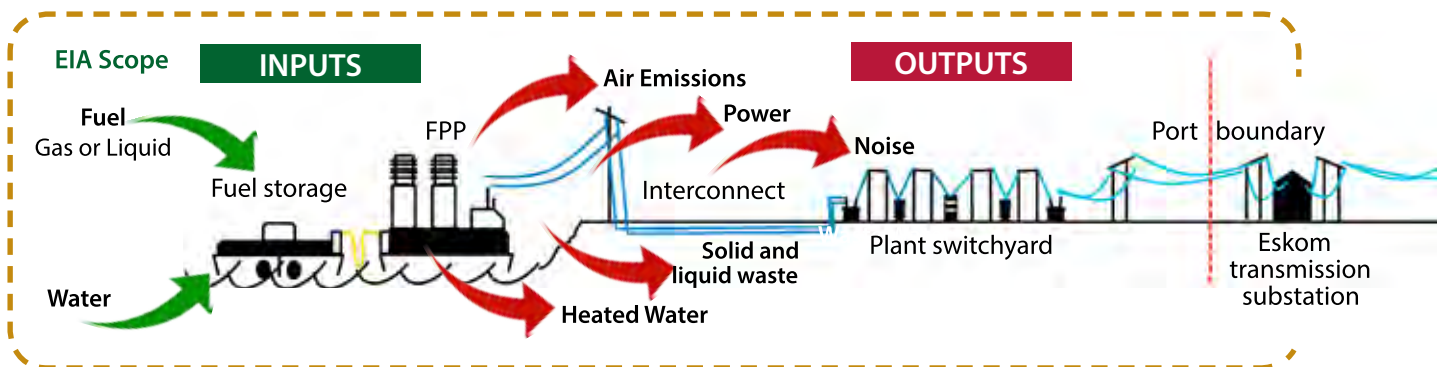 EIA Scope
INPUTS
OUTPUTS
Air Emissions
Fuel
Gas or Liquid
FPP
Power
Port boundary
Noise
Fuel storage
Interconnect
Plant switchyard
Eskom
transmission
substation
Solid and
liquid waste
Water
Heated Water